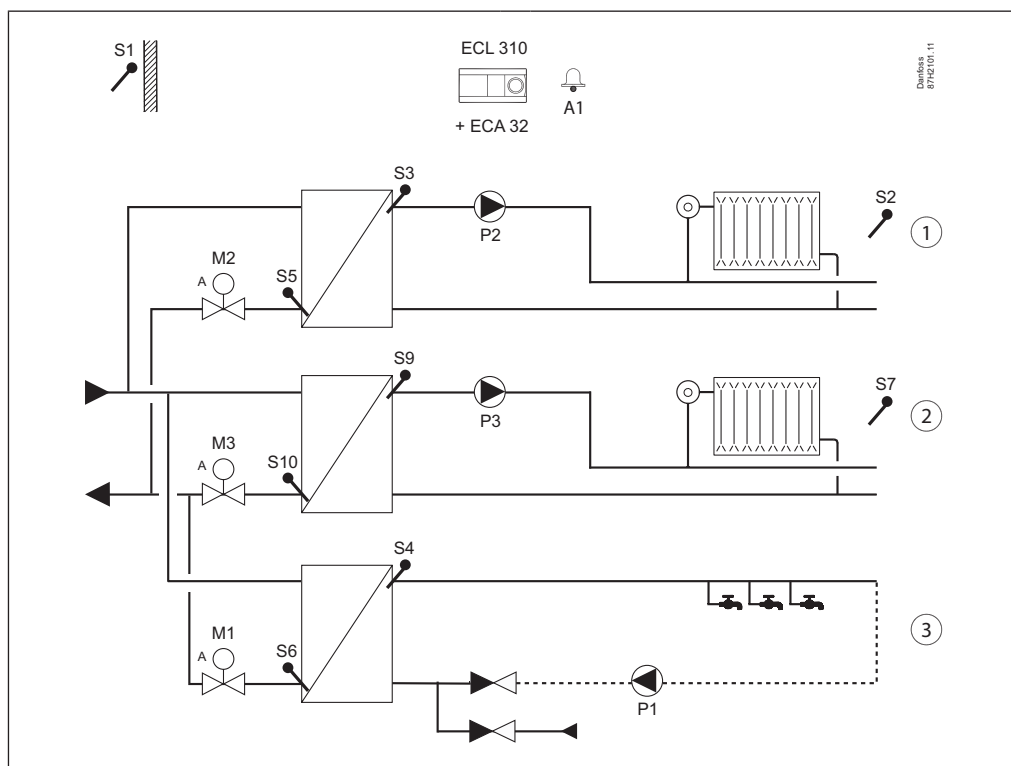 S1
ECL 310
+ ECA 32
A1
Danfoss
87H2101.11
S3
P2
S2
1
M2
A
S5
S9
P3
S7
2
M3
A
S10
S4
3
M1
A
S6
P1